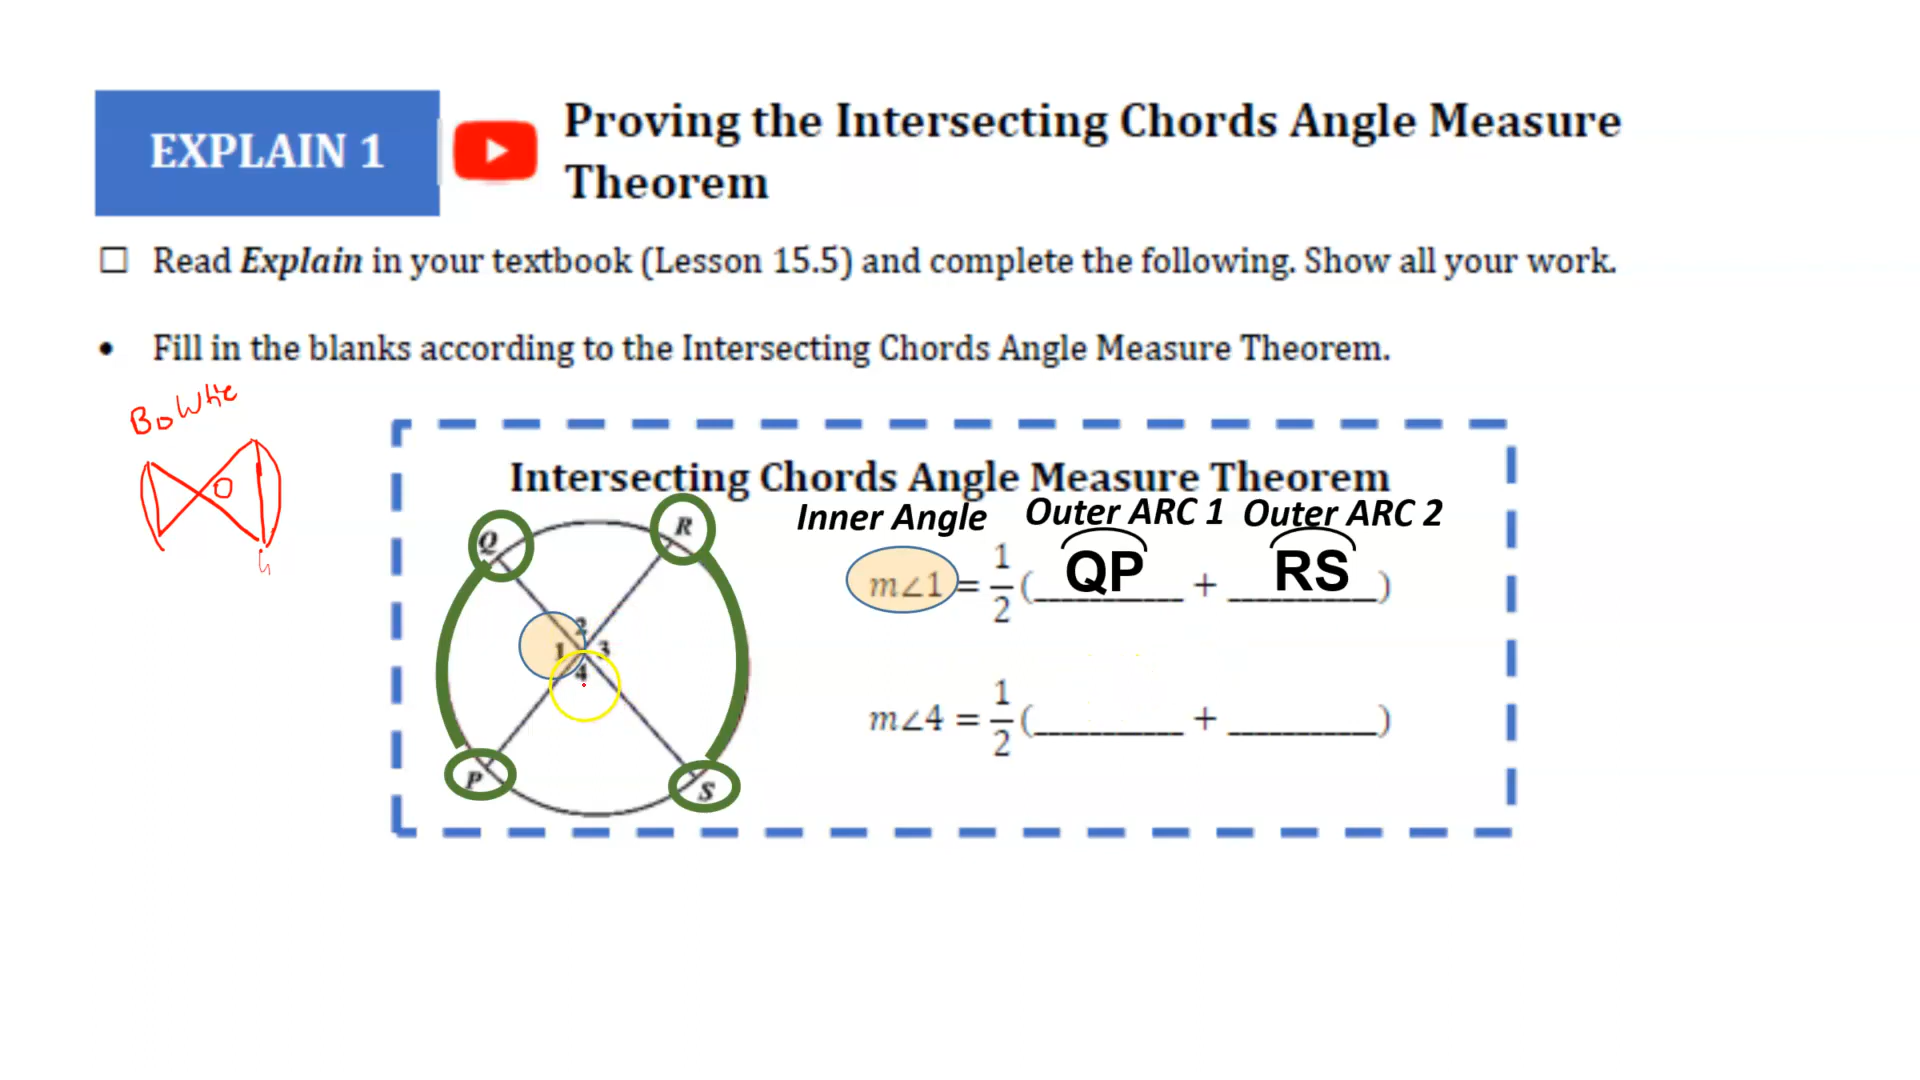 EXPLAIN 1
Proving the Intersecting Chords Angle Measure
Theorem
☐ Read Explain in your textbook (Lesson 15.5) and complete the following. Show all your work.
• Fill in the blanks according to the Intersecting Chords Angle Measure Theorem.
BOWtie
Intersecting Chords Angle Measure Theorem
Inner Angle Outer ARC 1 Outer ARC 2
m∠1 = 1/2 ( QP + RS )
m∠4 = 1/2 (__________ + __________)
Q
R
2
1 3
4
P
S